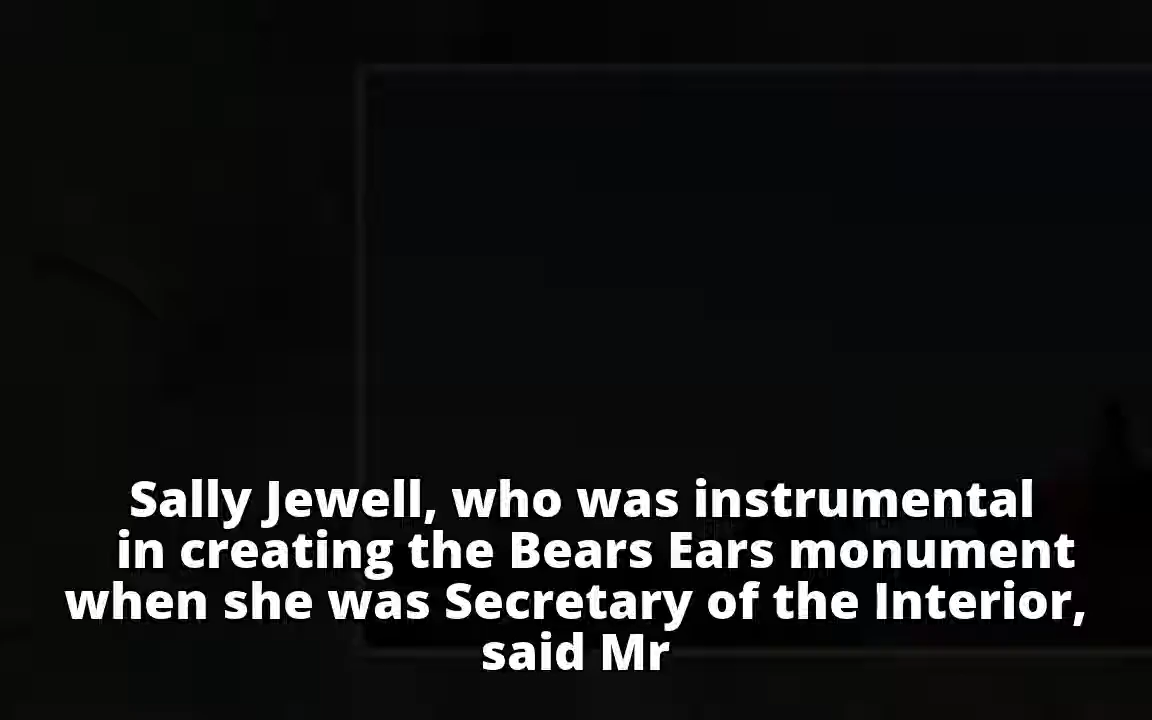 Sally Jewell, who was instrumental
in creating the Bears Ears monument
when she was Secretary of the Interior,
said Mr